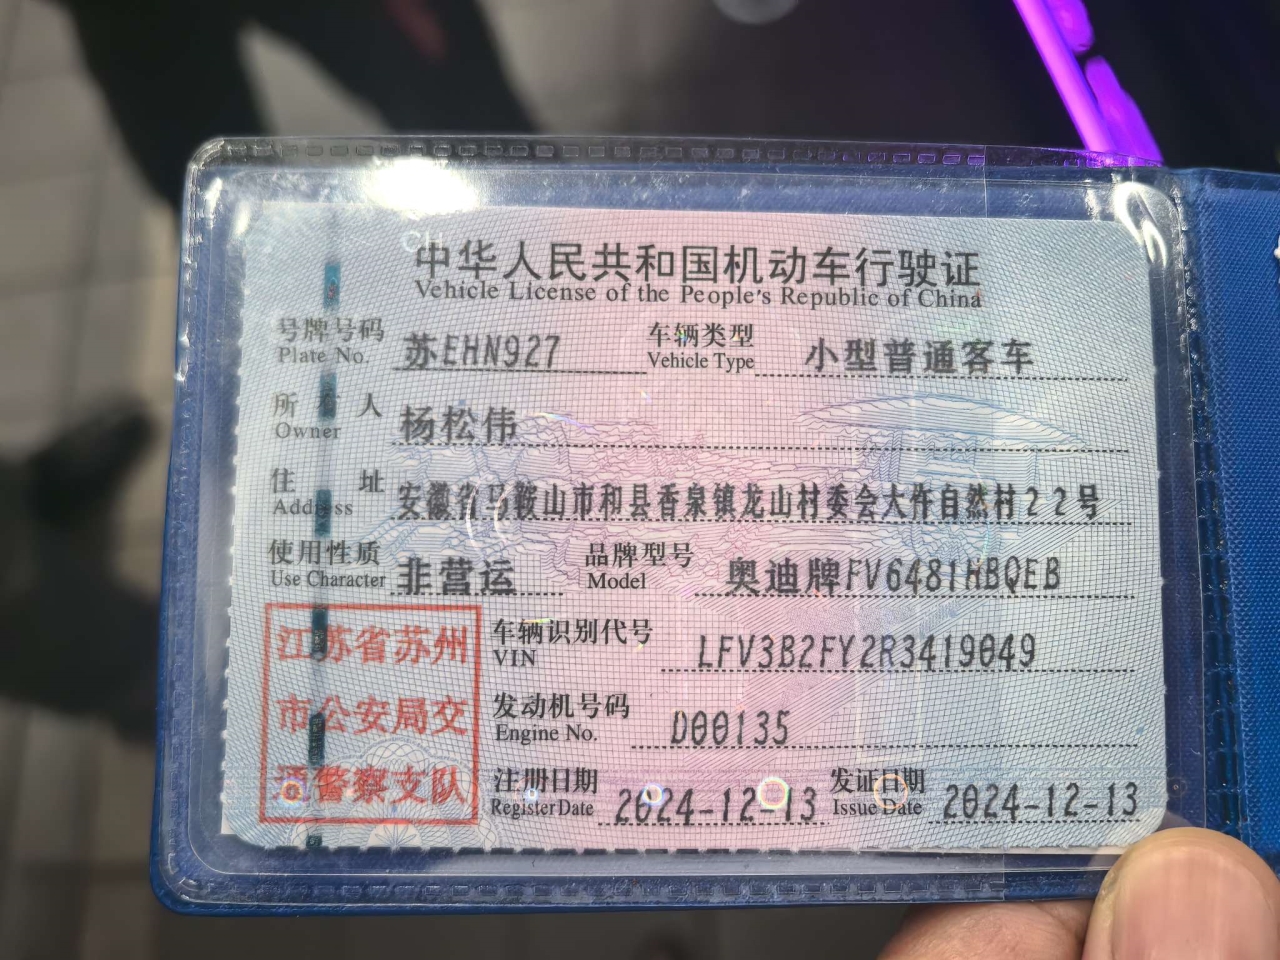 中华人民共和国机动车行驶证
Vehicle License of the People's Republic of China
号牌号码 苏EHN927 车辆类型 小型普通客车
Plate No. Vehicle Type
所有人 杨松伟
Owner
住址 安徽省马鞍山市和县香泉镇龙山村委会大作自然村22号
Address
使用性质 非营运 品牌型号 奥迪牌FV6481HBQEB
Use Character Model
江苏省苏州
市公安局交
通警察支队
车辆识别代号 LFV3B2FY2R3419049
VIN
发动机号码 D00135
Engine No.
注册日期 2024-12-13 发证日期 2024-12-13
Register Date Issue Date